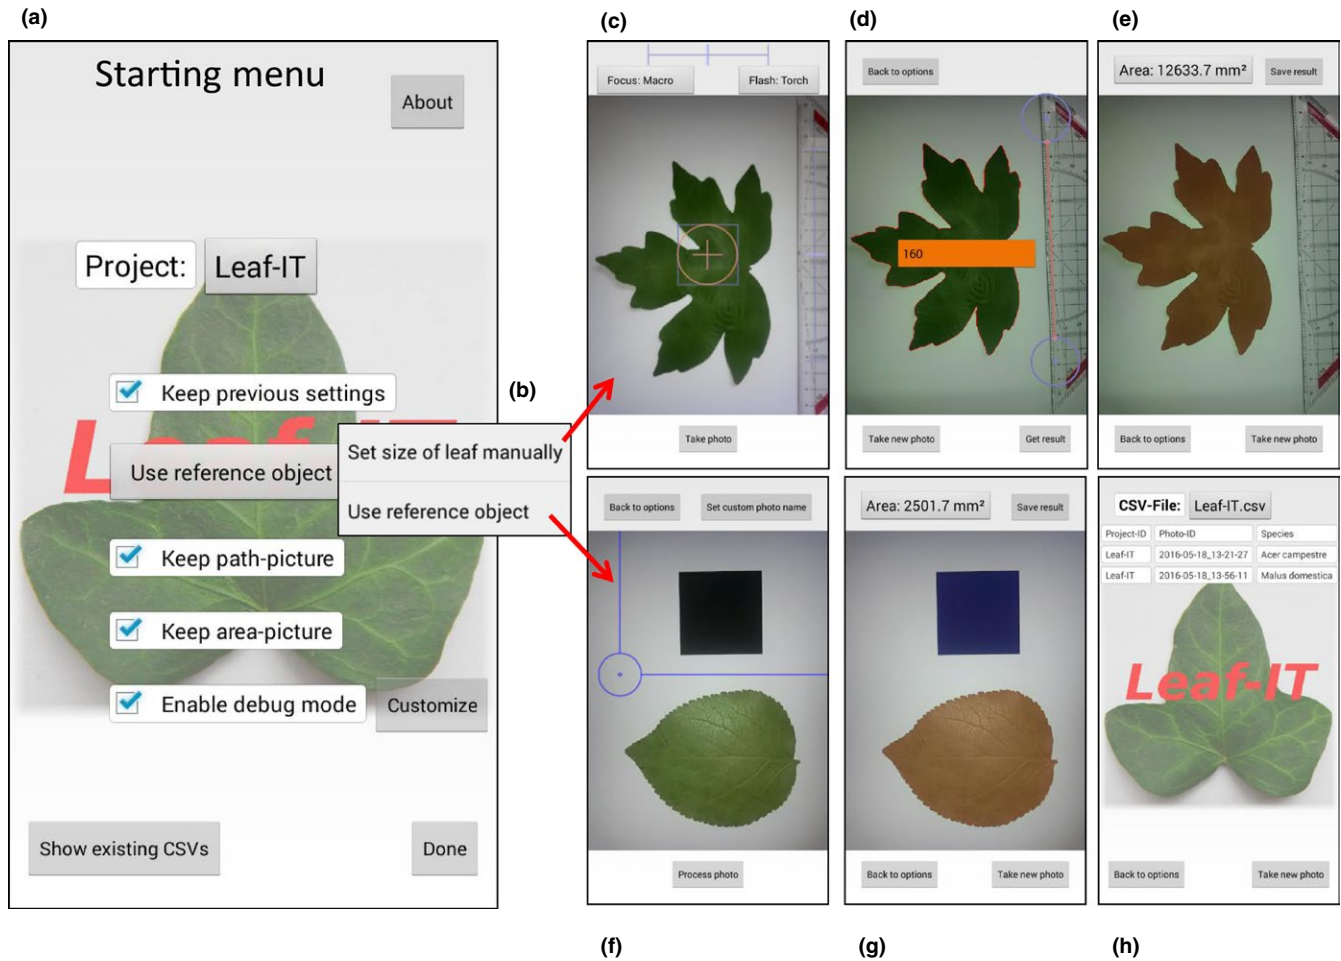 (a)
Starting menu
About
Project: Leaf-IT
Keep previous settings
Leaf-IT
Use reference object
Keep path-picture
Keep area-picture
Enable debug mode
Customize
Show existing CSVs
Done
(b)
Set size of leaf manually
Use reference object
(c)
Focus: Macro
Flash: Torch
Take photo
(d)
Back to options
160
Take new photo
Get result
(e)
Area: 12633.7 mm²
Save result
Back to options
Take new photo
Back to options
Set custom photo name
Process photo
(f)
Area: 2501.7 mm²
Save result
Back to options
Take new photo
(g)
CSV-File: Leaf-IT.csv
Project-ID Photo-ID Species
Leaf-IT 2016-05-18_13-21-27 Acer campestre
Leaf-IT 2016-05-18_13-56-11 Malus domestica
Leaf-IT
Back to options
Take new photo
(h)